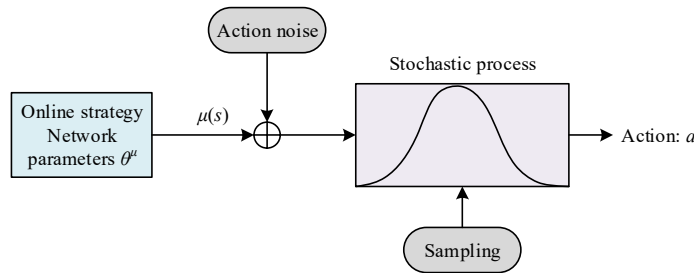 Action noise
Stochastic process
Online strategy
Network
parameters θ^μ
μ(s)
Action: a
Sampling